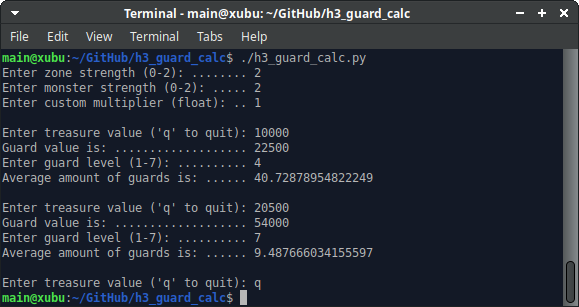 Terminal - main@xubu: ~/GitHub/h3_guard_calc
File Edit View Terminal Tabs Help
main@xubu:~/GitHub/h3_guard_calc$ ./h3_guard_calc.py
Enter zone strength (0-2): ........ 2
Enter monster strength (0-2): ..... 2
Enter custom multiplier (float): .. 1
Enter treasure value ('q' to quit): 10000
Guard value is: ................... 22500
Enter guard level (1-7): .......... 4
Average amount of guards is: ...... 40.72878954822249
Enter treasure value ('q' to quit): 20500
Guard value is: ................... 54000
Enter guard level (1-7): .......... 7
Average amount of guards is: ...... 9.487666034155597
Enter treasure value ('q' to quit): q
main@xubu:~/GitHub/h3_guard_calc$